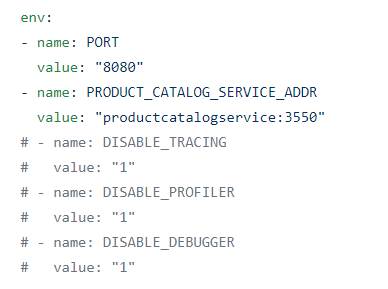 env:
- name: PORT
  value: "8080"
- name: PRODUCT_CATALOG_SERVICE_ADDR
  value: "productcatalogservice:3550"
# - name: DISABLE_TRACING
#   value: "1"
# - name: DISABLE_PROFILER
#   value: "1"
# - name: DISABLE_DEBUGGER
#   value: "1"